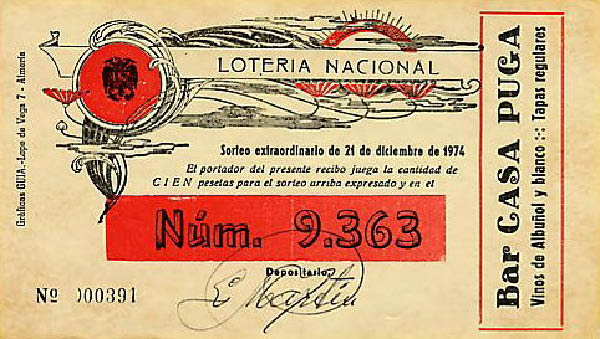 LOTERIA NACIONAL
Sorteo extraordinario de 21 de diciembre de 1974
El portador del presente recibo juega la cantidad de
CIEN pesetas para el sorteo arriba expresado y en el
Núm. 9.363
Depositario,
E Martín
Nº 000391
Gráficas GUIA.-Lope de Vega 7 - Almería
Bar CASA PUGA
Vinos de Albuñol y blanco :-: Tapas regulares